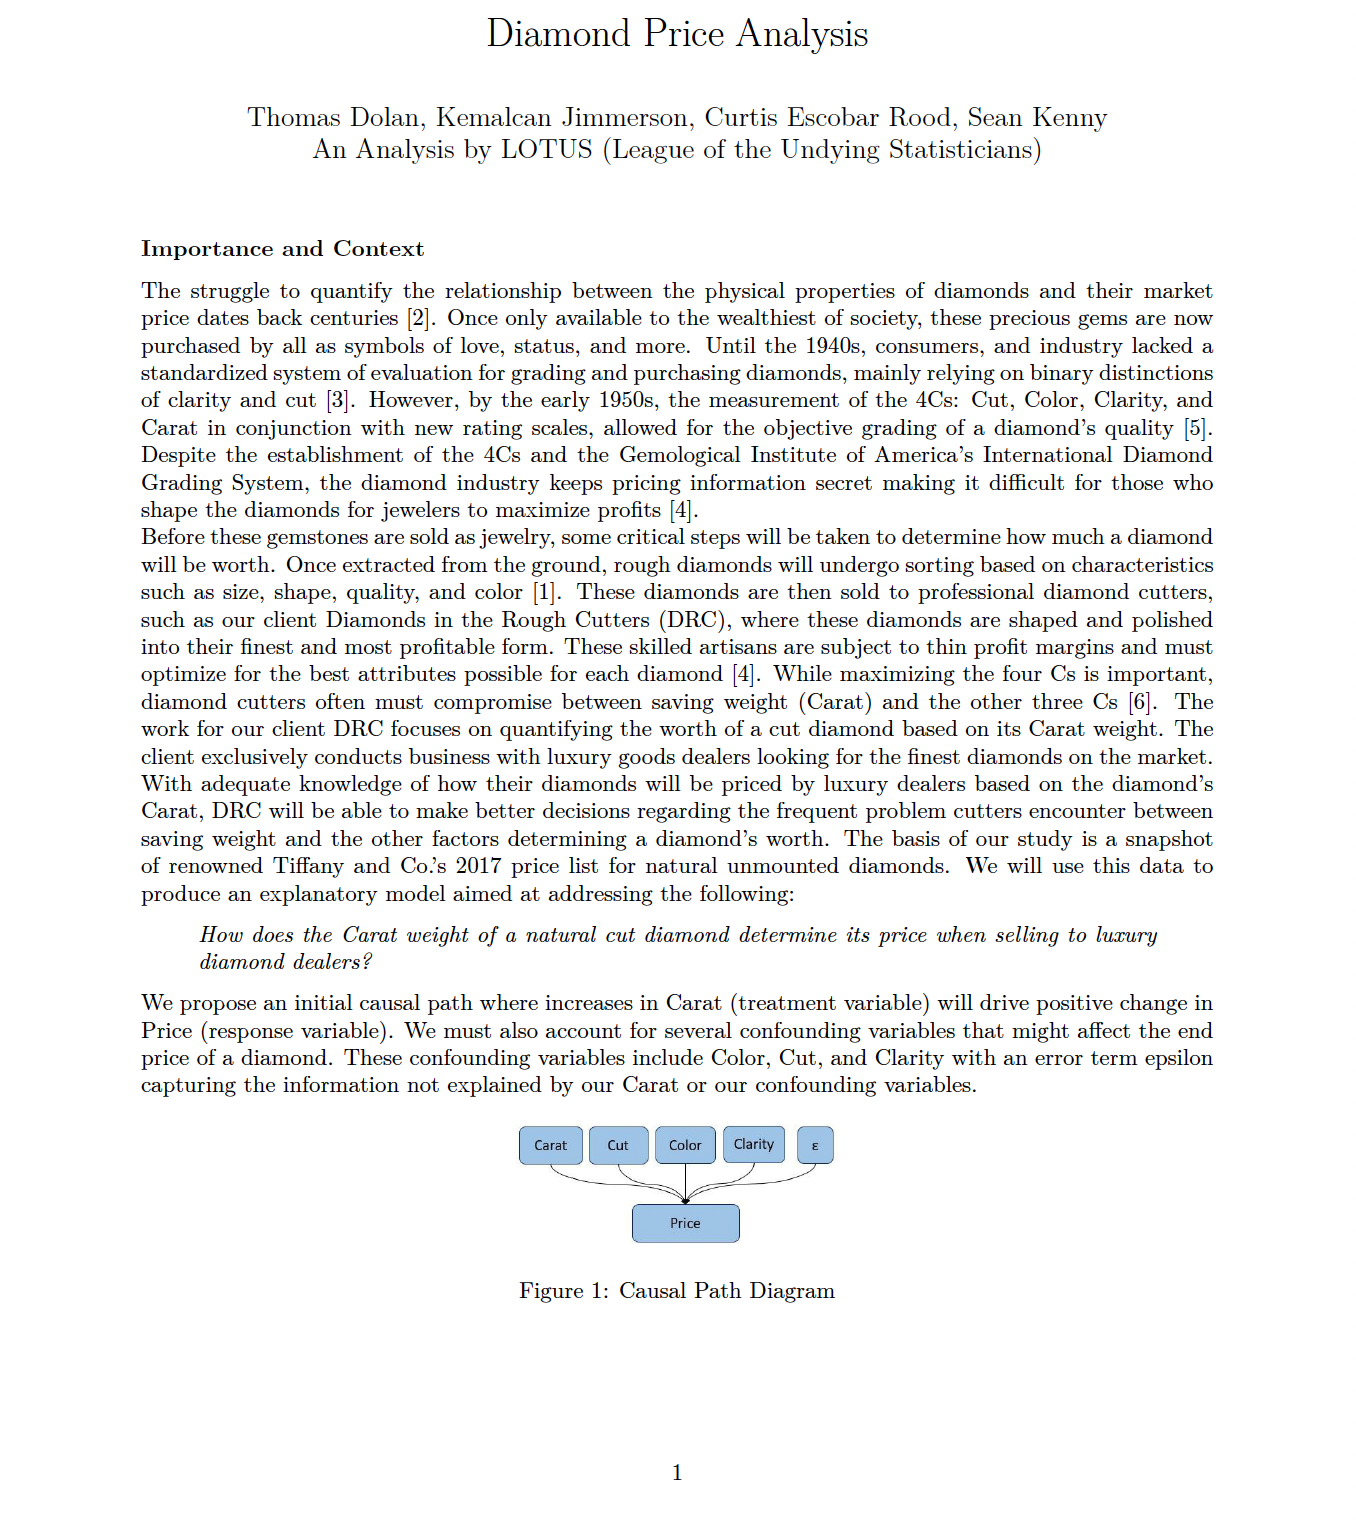 Diamond Price Analysis
Thomas Dolan, Kemalcan Jimmerson, Curtis Escobar Rood, Sean Kenny
An Analysis by LOTUS (League of the Undying Statisticians)
Importance and Context
The struggle to quantify the relationship between the physical properties of diamonds and their market
price dates back centuries [2]. Once only available to the wealthiest of society, these precious gems are now
purchased by all as symbols of love, status, and more. Until the 1940s, consumers, and industry lacked a
standardized system of evaluation for grading and purchasing diamonds, mainly relying on binary distinctions
of clarity and cut [3]. However, by the early 1950s, the measurement of the 4Cs: Cut, Color, Clarity, and
Carat in conjunction with new rating scales, allowed for the objective grading of a diamond's quality [5].
Despite the establishment of the 4Cs and the Gemological Institute of America's International Diamond
Grading System, the diamond industry keeps pricing information secret making it difficult for those who
shape the diamonds for jewelers to maximize profits [4].
Before these gemstones are sold as jewelry, some critical steps will be taken to determine how much a diamond
will be worth. Once extracted from the ground, rough diamonds will undergo sorting based on characteristics
such as size, shape, quality, and color [1]. These diamonds are then sold to professional diamond cutters,
such as our client Diamonds in the Rough Cutters (DRC), where these diamonds are shaped and polished
into their finest and most profitable form. These skilled artisans are subject to thin profit margins and must
optimize for the best attributes possible for each diamond [4]. While maximizing the four Cs is important,
diamond cutters often must compromise between saving weight (Carat) and the other three Cs [6]. The
work for our client DRC focuses on quantifying the worth of a cut diamond based on its Carat weight. The
client exclusively conducts business with luxury goods dealers looking for the finest diamonds on the market.
With adequate knowledge of how their diamonds will be priced by luxury dealers based on the diamond's
Carat, DRC will be able to make better decisions regarding the frequent problem cutters encounter between
saving weight and the other factors determining a diamond's worth. The basis of our study is a snapshot
of renowned Tiffany and Co.'s 2017 price list for natural unmounted diamonds. We will use this data to
produce an explanatory model aimed at addressing the following:
How does the Carat weight of a natural cut diamond determine its price when selling to luxury
diamond dealers?
We propose an initial causal path where increases in Carat (treatment variable) will drive positive change in
Price (response variable). We must also account for several confounding variables that might affect the end
price of a diamond. These confounding variables include Color, Cut, and Clarity with an error term epsilon
capturing the information not explained by our Carat or our confounding variables.
Carat Cut Color Clarity ε
Price
Figure 1: Causal Path Diagram
1